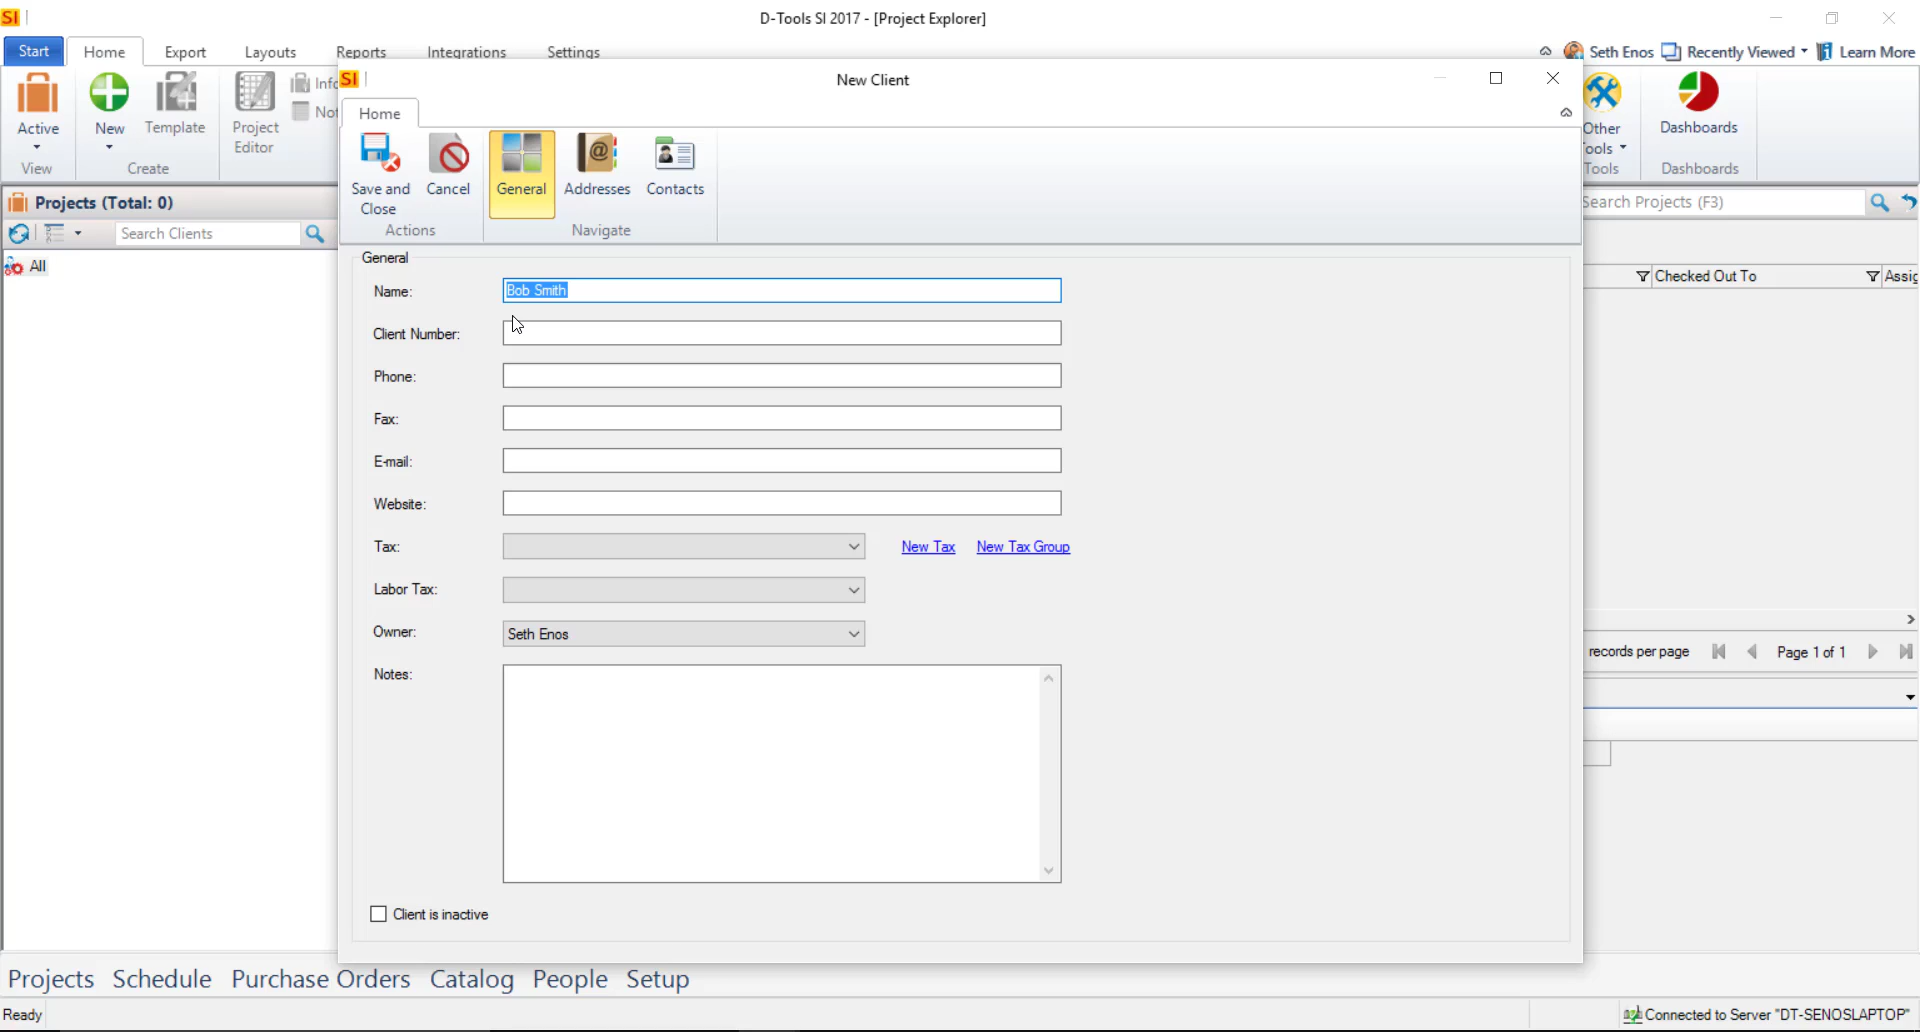 SI
D-Tools SI 2017 - [Project Explorer]
Start Home Export Layouts Reports Integrations Settings
Seth Enos Recently Viewed Learn More
Active
View
New Template
Create
Project
Editor
SI
New Client
Home
Save and
Close
Cancel
Actions
General Addresses Contacts
Navigate
Other
Tools
Dashboards
Dashboards
Projects (Total: 0)
Search Clients
All
Search Projects (F3)
Checked Out To
General
Name: Bob Smith
Client Number:
Phone:
Fax:
E-mail:
Website:
Tax: New Tax New Tax Group
Labor Tax:
Owner: Seth Enos
Notes:
Client is inactive
records per page Page 1 of 1
Projects Schedule Purchase Orders Catalog People Setup
Ready
Connected to Server "DT-SENOSLAPTOP"